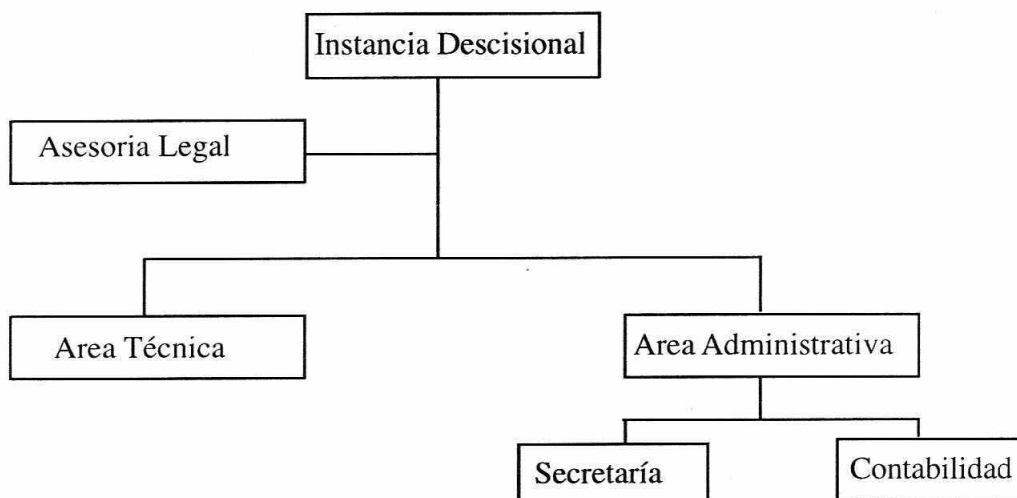 Instancia Descisional
Asesoria Legal
Area Técnica
Area Administrativa
Secretaría
Contabilidad